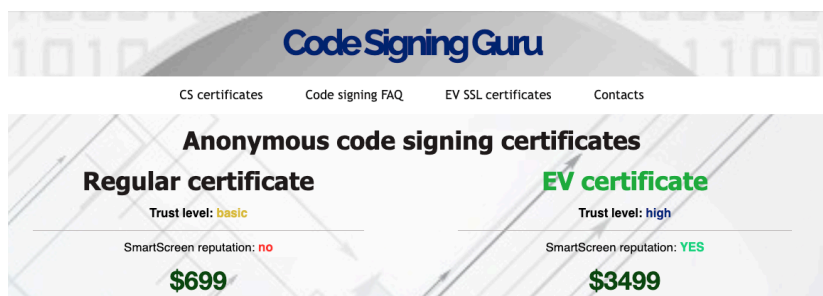 Code Signing Guru
CS certificates Code signing FAQ EV SSL certificates Contacts
Anonymous code signing certificates
Regular certificate EV certificate
Trust level: basic Trust level: high
SmartScreen reputation: no SmartScreen reputation: YES
$699 $3499